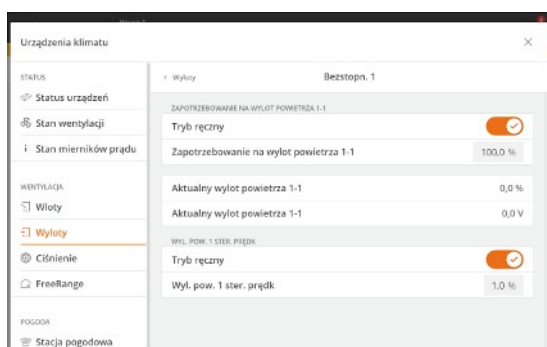 Urządzenia klimatu
STATUS
Status urządzeń
Stan wentylacji
Stan mierników prądu
WENTYLACJA
Wloty
Wyloty
Ciśnienie
FreeRange
POGODA
Stacja pogodowa
Wyloty
Bezstopn. 1
ZAPOTRZEBOWANIE NA WYLOT POWIETRZA 1-1
Tryb ręczny
Zapotrzebowanie na wylot powietrza 1-1 100,0 %
Aktualny wylot powietrza 1-1 0,0 %
Aktualny wylot powietrza 1-1 0,0 V
WYL. POW. 1 STER. PRĘDK
Tryb ręczny
Wyl. pow. 1 ster. prędk 1,0 %